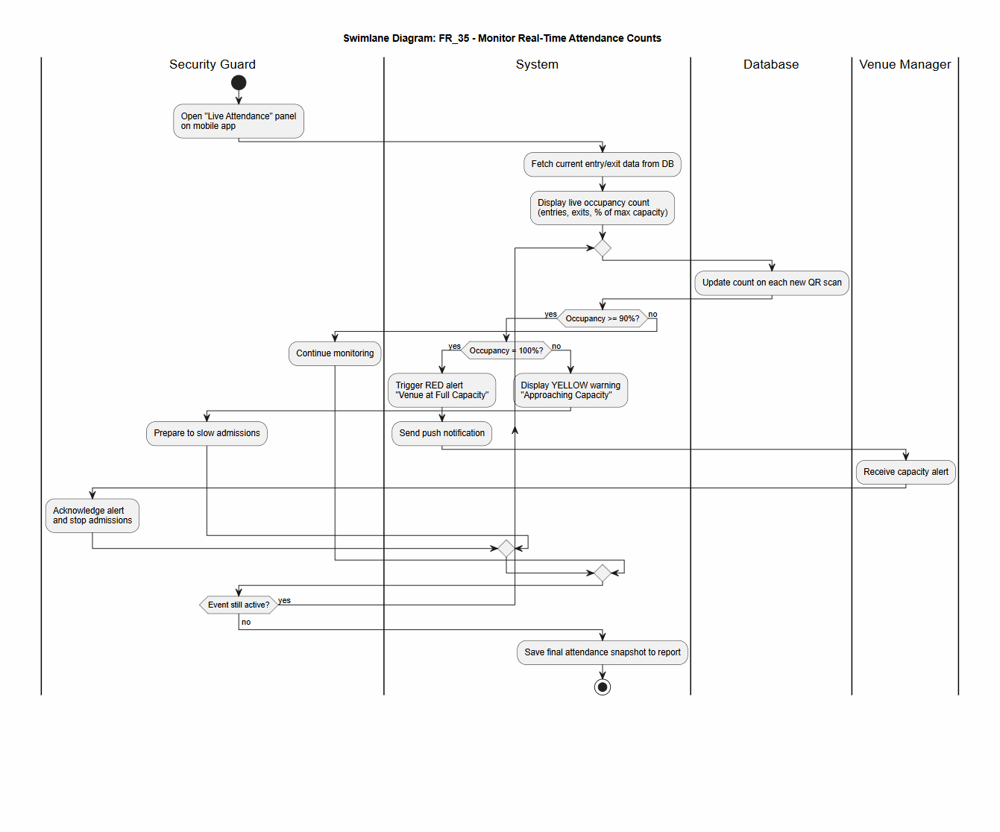 Swimlane Diagram: FR_35 - Monitor Real-Time Attendance Counts
Security Guard
System
Database
Venue Manager
Open "Live Attendance" panel
on mobile app
Fetch current entry/exit data from DB
Display live occupancy count
(entries, exits, % of max capacity)
Update count on each new QR scan
yes
Occupancy >= 90%?
no
Continue monitoring
yes
Occupancy = 100%?
no
Trigger RED alert
"Venue at Full Capacity"
Display YELLOW warning
"Approaching Capacity"
Prepare to slow admissions
Send push notification
Receive capacity alert
Acknowledge alert
and stop admissions
Event still active?
yes
no
Save final attendance snapshot to report